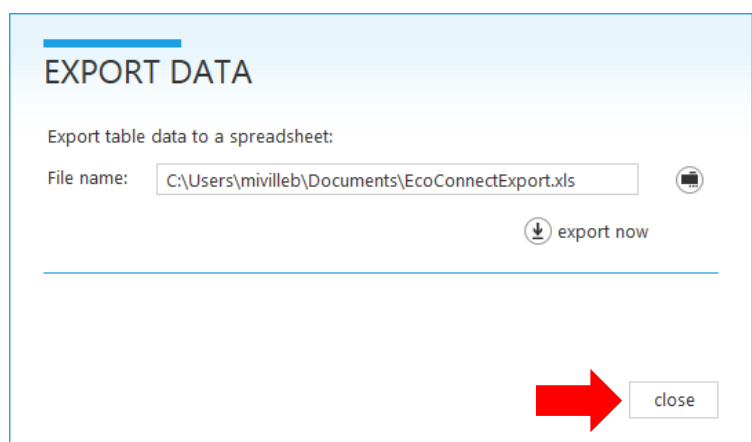 EXPORT DATA
Export table data to a spreadsheet:
File name: C:\Users\mivilleb\Documents\EcoConnectExport.xls
export now
close